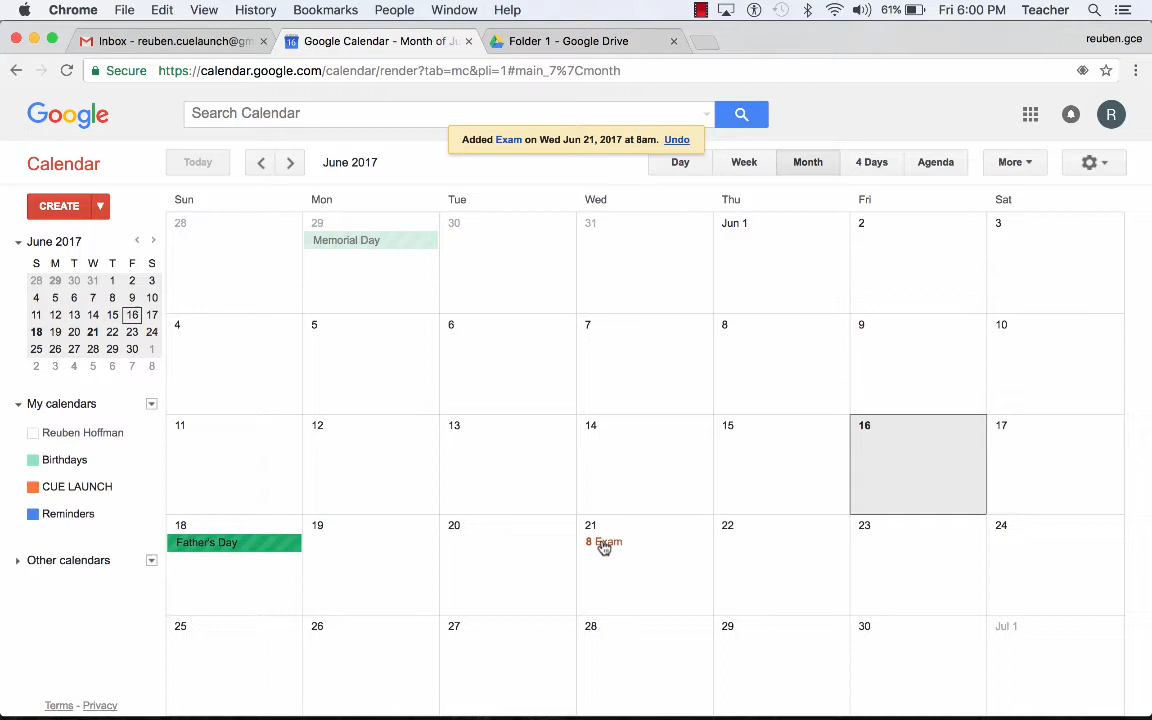 Chrome File Edit View History Bookmarks People Window Help 61% Fri 6:00 PM Teacher
Inbox - reuben.cuelaunch@gm Google Calendar - Month of Ju Folder 1 - Google Drive reuben.gce
Secure https://calendar.google.com/calendar/render?tab=mc&pli=1#main_7%7Cmonth
Google Search Calendar R
Added Exam on Wed Jun 21, 2017 at 8am. Undo
Calendar Today June 2017 Day Week Month 4 Days Agenda More
CREATE
June 2017
S M T W T F S
28 29 30 31 1 2 3
4 5 6 7 8 9 10
11 12 13 14 15 16 17
18 19 20 21 22 23 24
25 26 27 28 29 30 1
2 3 4 5 6 7 8
My calendars
Reuben Hoffman
Birthdays
CUE LAUNCH
Reminders
Other calendars
Terms - Privacy
Sun Mon Tue Wed Thu Fri Sat
28 29 30 31 Jun 1 2 3
Memorial Day
4 5 6 7 8 9 10
11 12 13 14 15 16 17
18 19 20 21 22 23 24
Father's Day 8 Exam
25 26 27 28 29 30 Jul 1